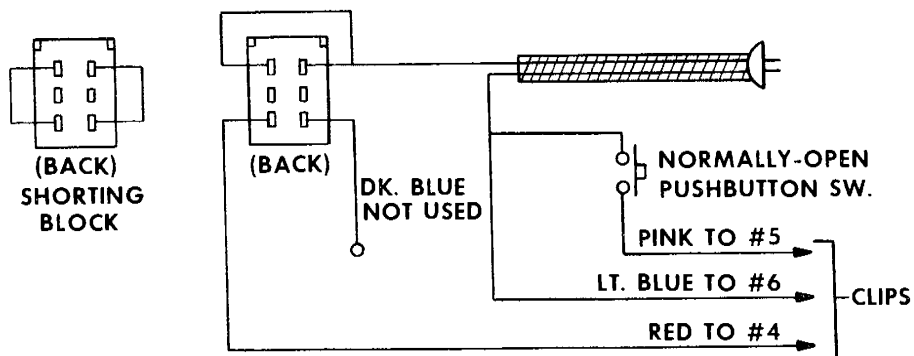 (BACK)
SHORTING
BLOCK
(BACK)
DK. BLUE
NOT USED
NORMALLY-OPEN
PUSHBUTTON SW.
PINK TO #5
LT. BLUE TO #6
RED TO #4
CLIPS